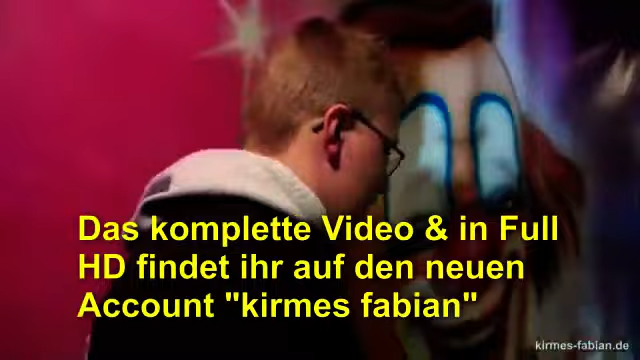 Das komplette Video & in Full
HD findet ihr auf den neuen
Account "kirmes fabian"
kirmes-fabian.de